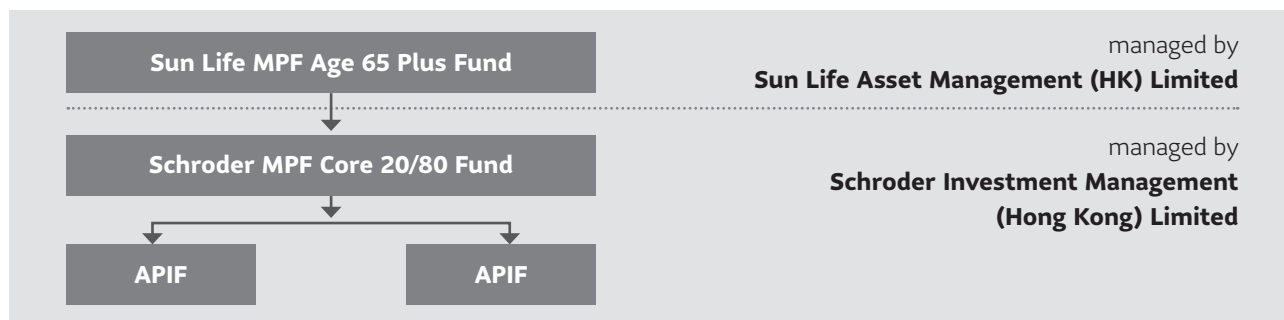 Sun Life MPF Age 65 Plus Fund
managed by
Sun Life Asset Management (HK) Limited
Schroder MPF Core 20/80 Fund
managed by
Schroder Investment Management
(Hong Kong) Limited
APIF
APIF